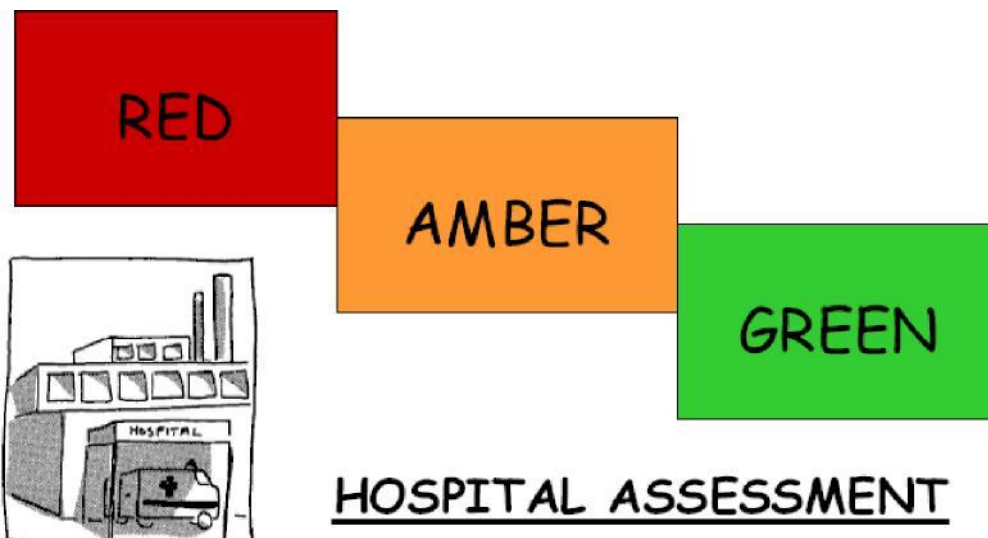 RED
AMBER
GREEN
HOSPITAL
HOSPITAL ASSESSMENT